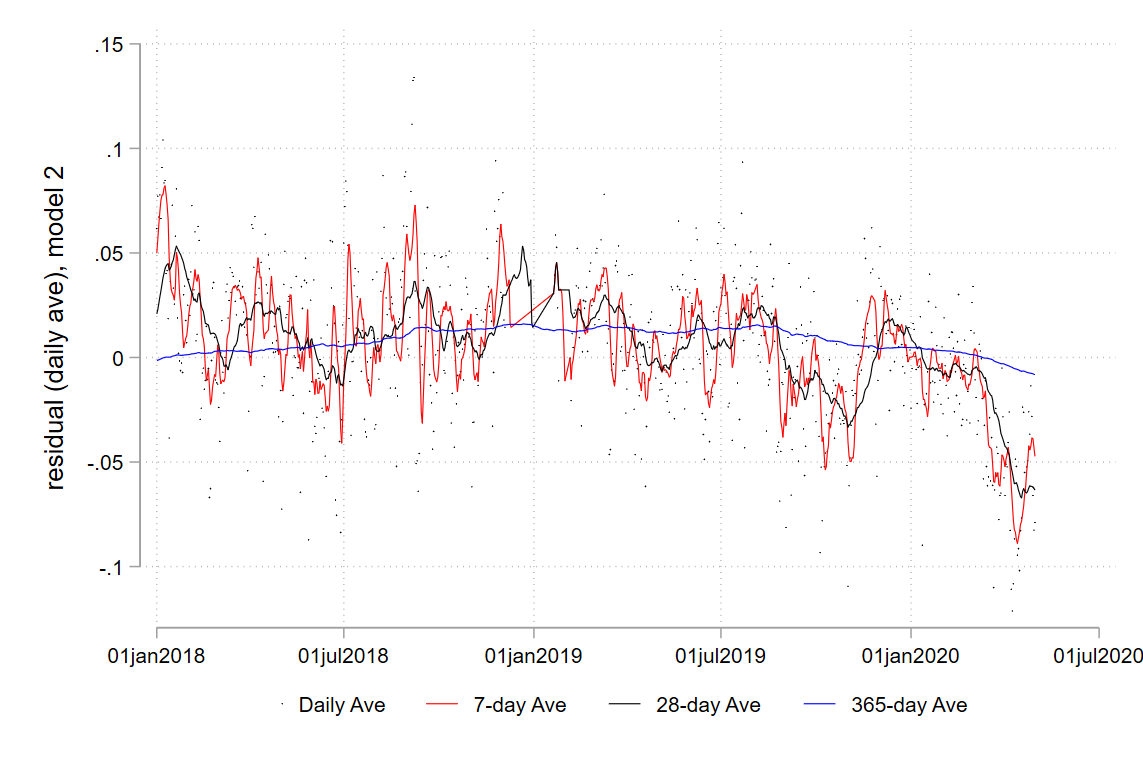 residual (daily ave), model 2
.15
.1
.05
0
-.05
-.1
01jan2018 01jul2018 01jan2019 01jul2019 01jan2020 01jul2020
Daily Ave 7-day Ave 28-day Ave 365-day Ave